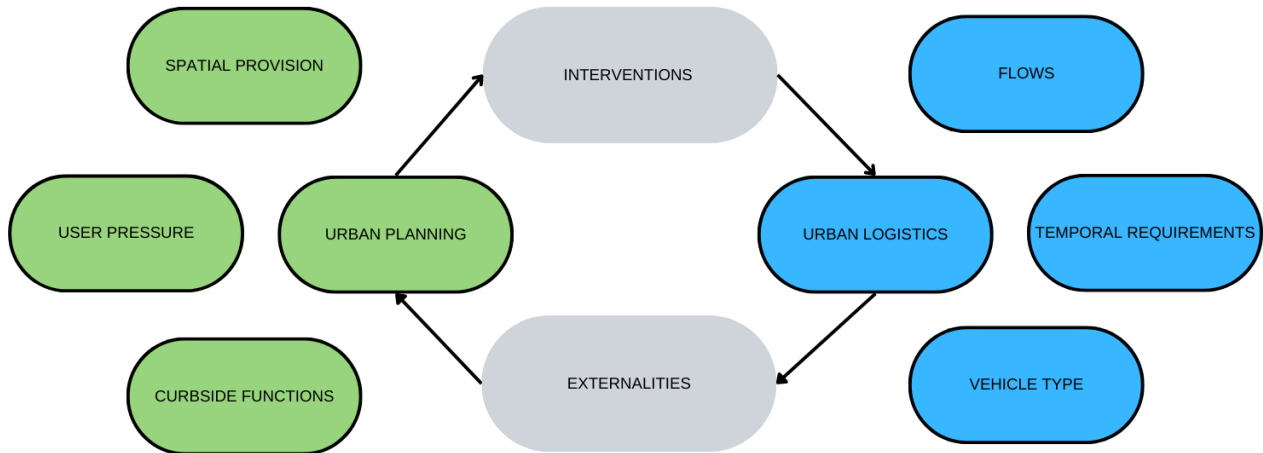 SPATIAL PROVISION
INTERVENTIONS
FLOWS
USER PRESSURE
URBAN PLANNING
URBAN LOGISTICS
TEMPORAL REQUIREMENTS
CURBSIDE FUNCTIONS
EXTERNALITIES
VEHICLE TYPE